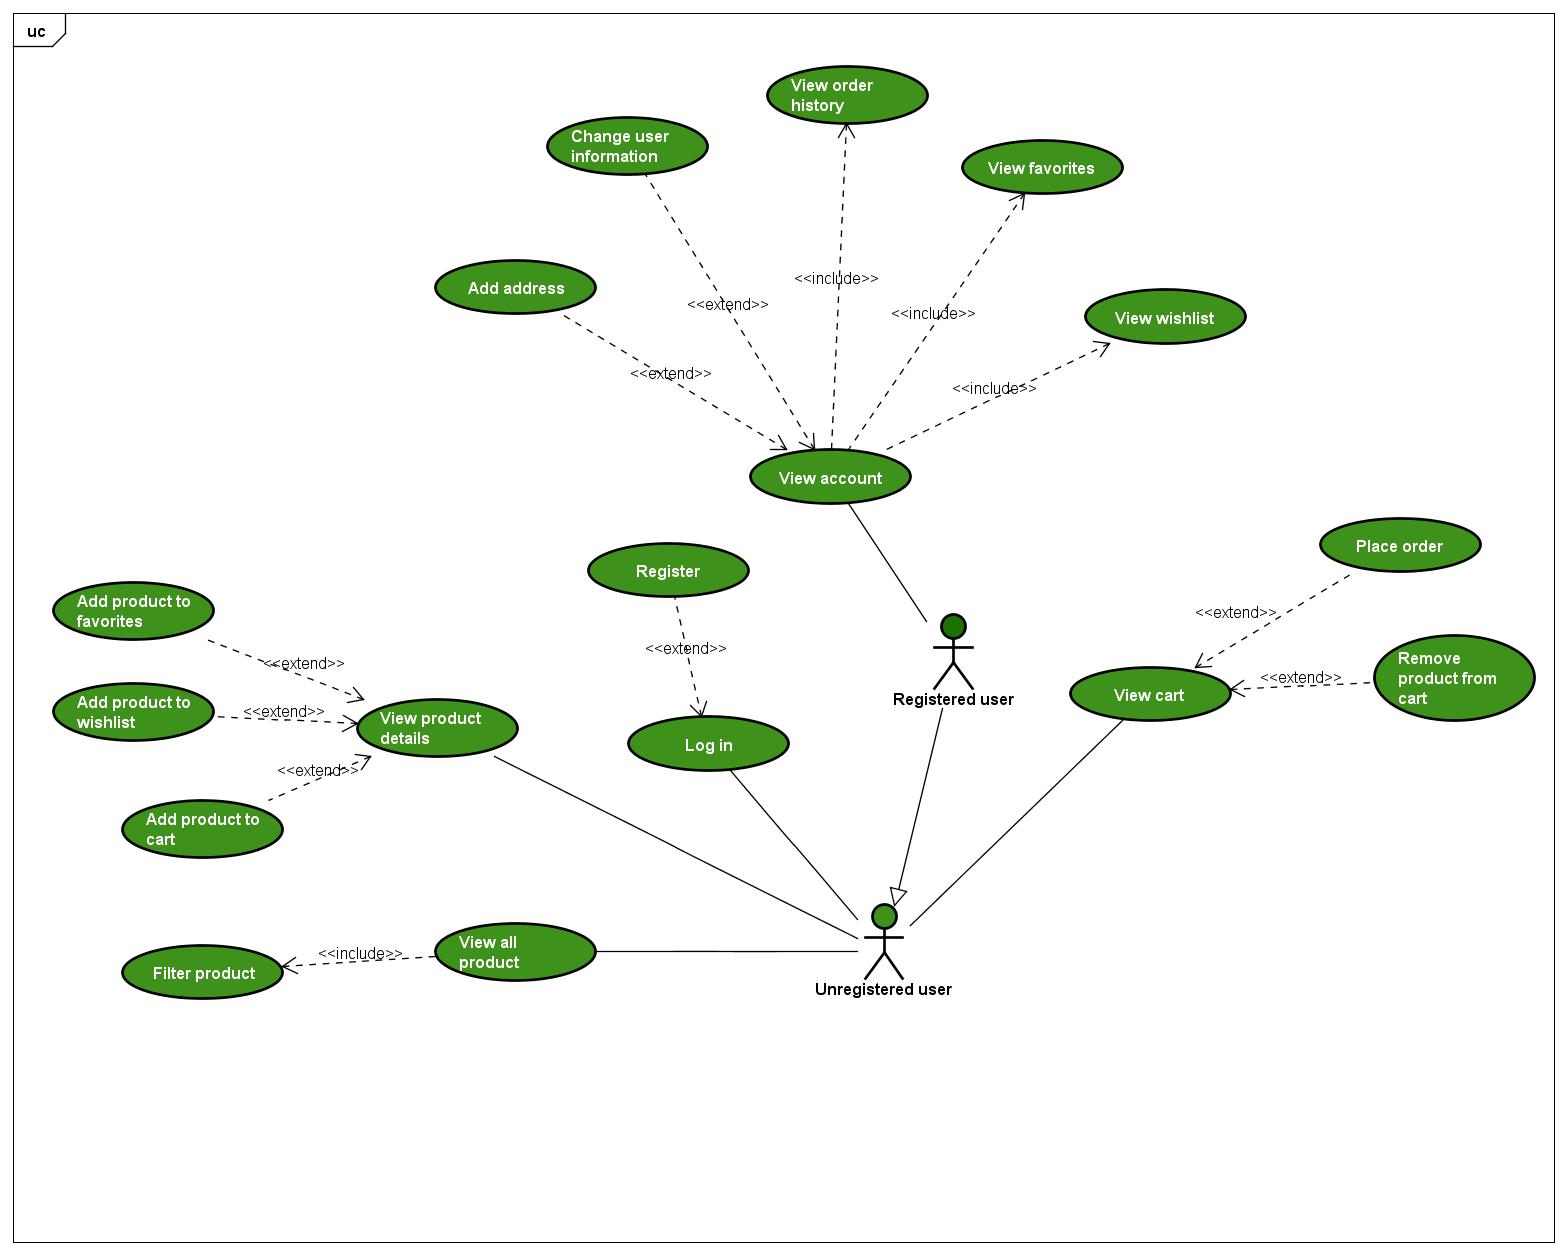 uc
View order
history
Change user
information
View favorites
<<include>>
Add address
<<extend>>
<<include>>
View wishlist
<<extend>>
<<include>>
View account
Place order
Register
Add product to
favorites
<<extend>>
<<extend>>
Registered user
Remove
product from
cart
<<extend>>
View cart
<<extend>>
Add product to
wishlist
<<extend>>
View product
details
Log in
<<extend>>
Add product to
cart
View all
product
<<include>>
Filter product
Unregistered user